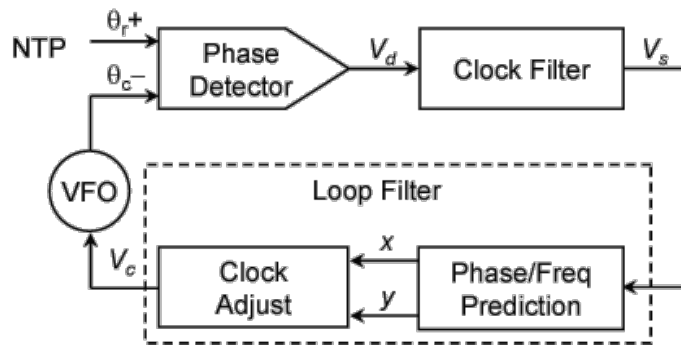 NTP
θr+
θc−
Phase
Detector
Vd
Clock Filter
Vs
VFO
Loop Filter
Vc
Clock
Adjust
x
y
Phase/Freq
Prediction